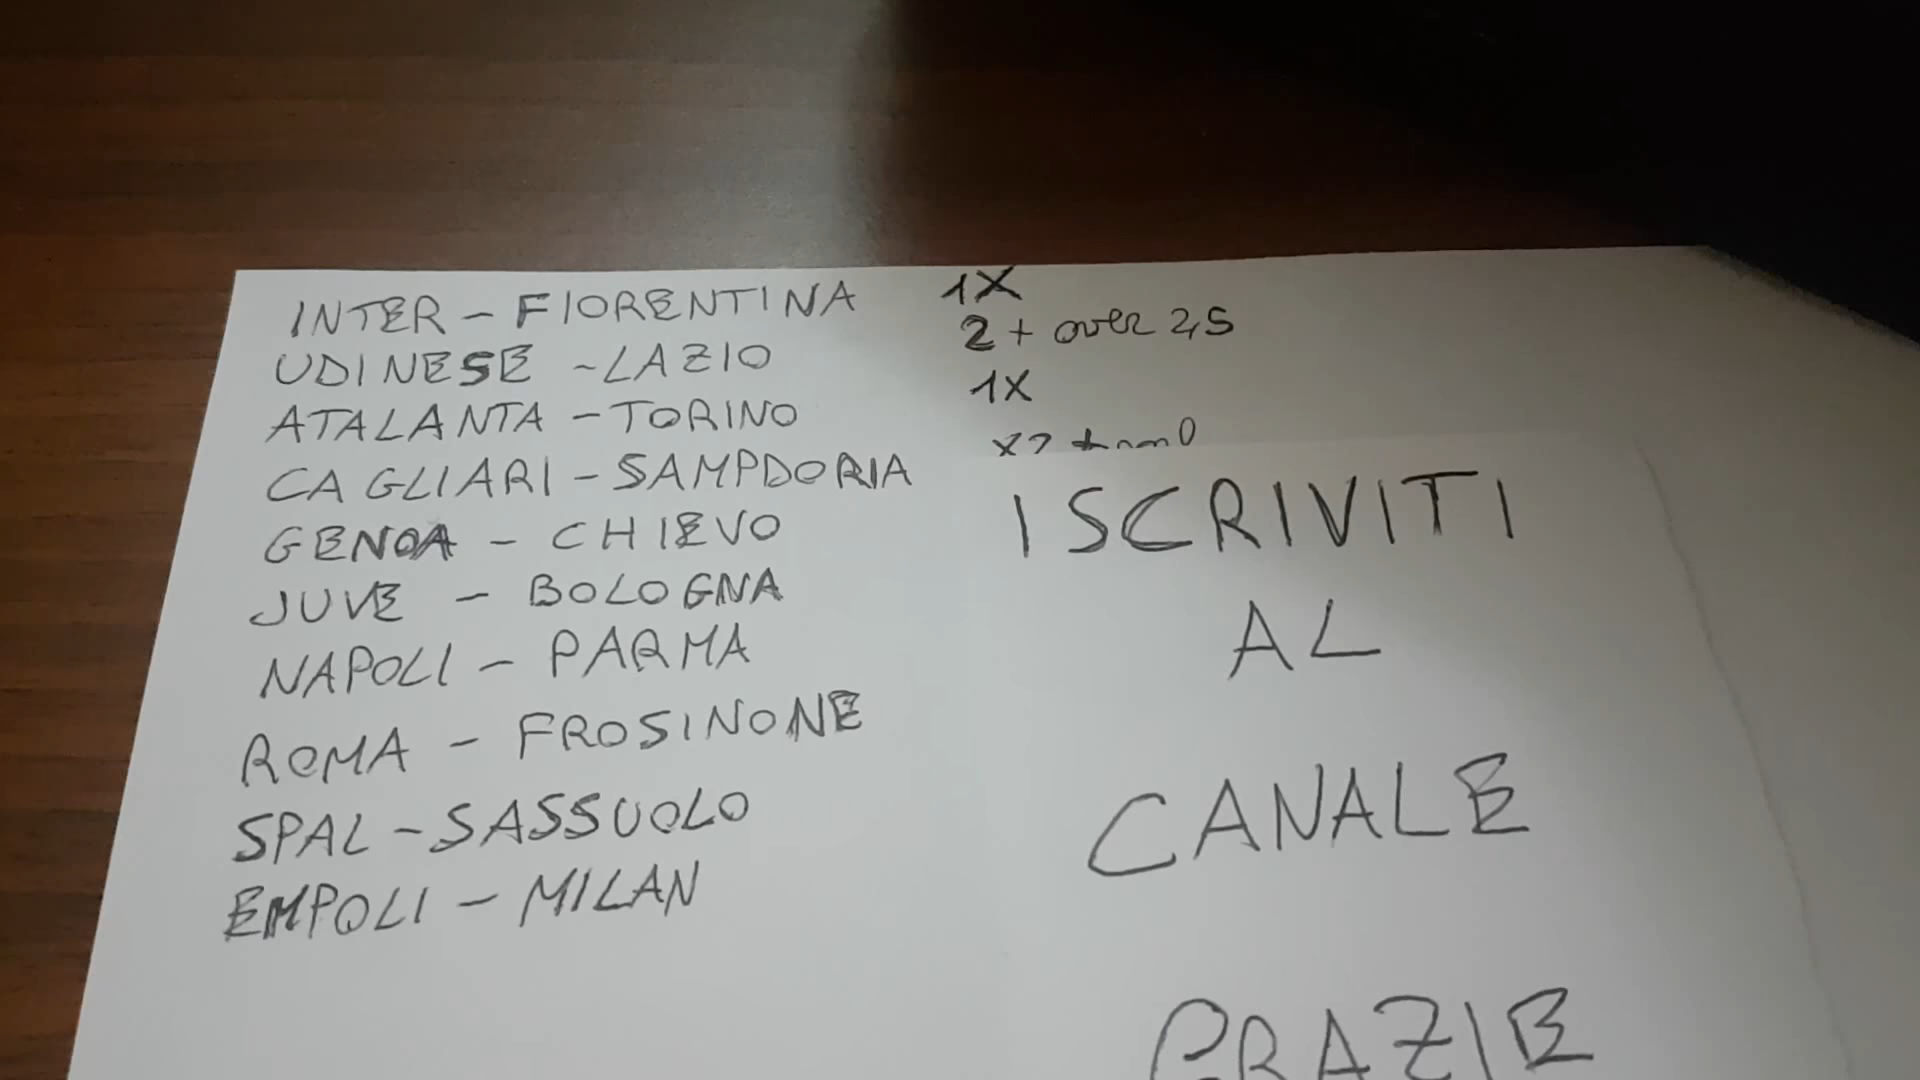 INTER - FIORENTINA 1X
UDINESE - LAZIO 2 + over 2,5
ATALANTA - TORINO 1X
CAGLIARI - SAMPDORIA
GENOA - CHIEVO
JUVE - BOLOGNA
NAPOLI - PARMA
ROMA - FROSINONE
SPAL - SASSUOLO
EMPOLI - MILAN
ISCRIVITI
AL
CANALE
GRAZIE